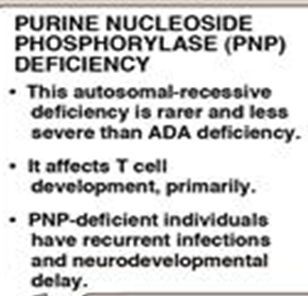 PURINE NUCLEOSIDE
PHOSPHORYLASE (PNP)
DEFICIENCY
• This autosomal-recessive
deficiency is rarer and less
severe than ADA deficiency.
• It affects T cell
development, primarily.
• PNP-deficient individuals
have recurrent infections
and neurodevelopmental
delay.